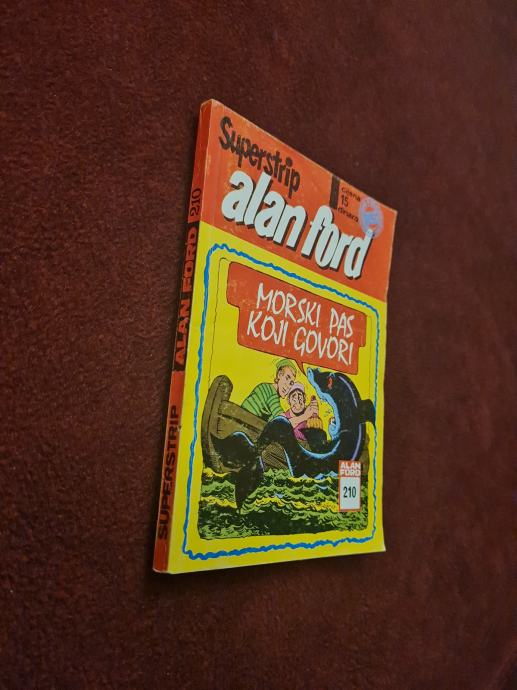 Superstrip
cijena
15
dinara
alan ford
MORSKI PAS
KOJI GOVORI
ALAN
FORD
210
SUPERSTRIP ALAN FORD 210